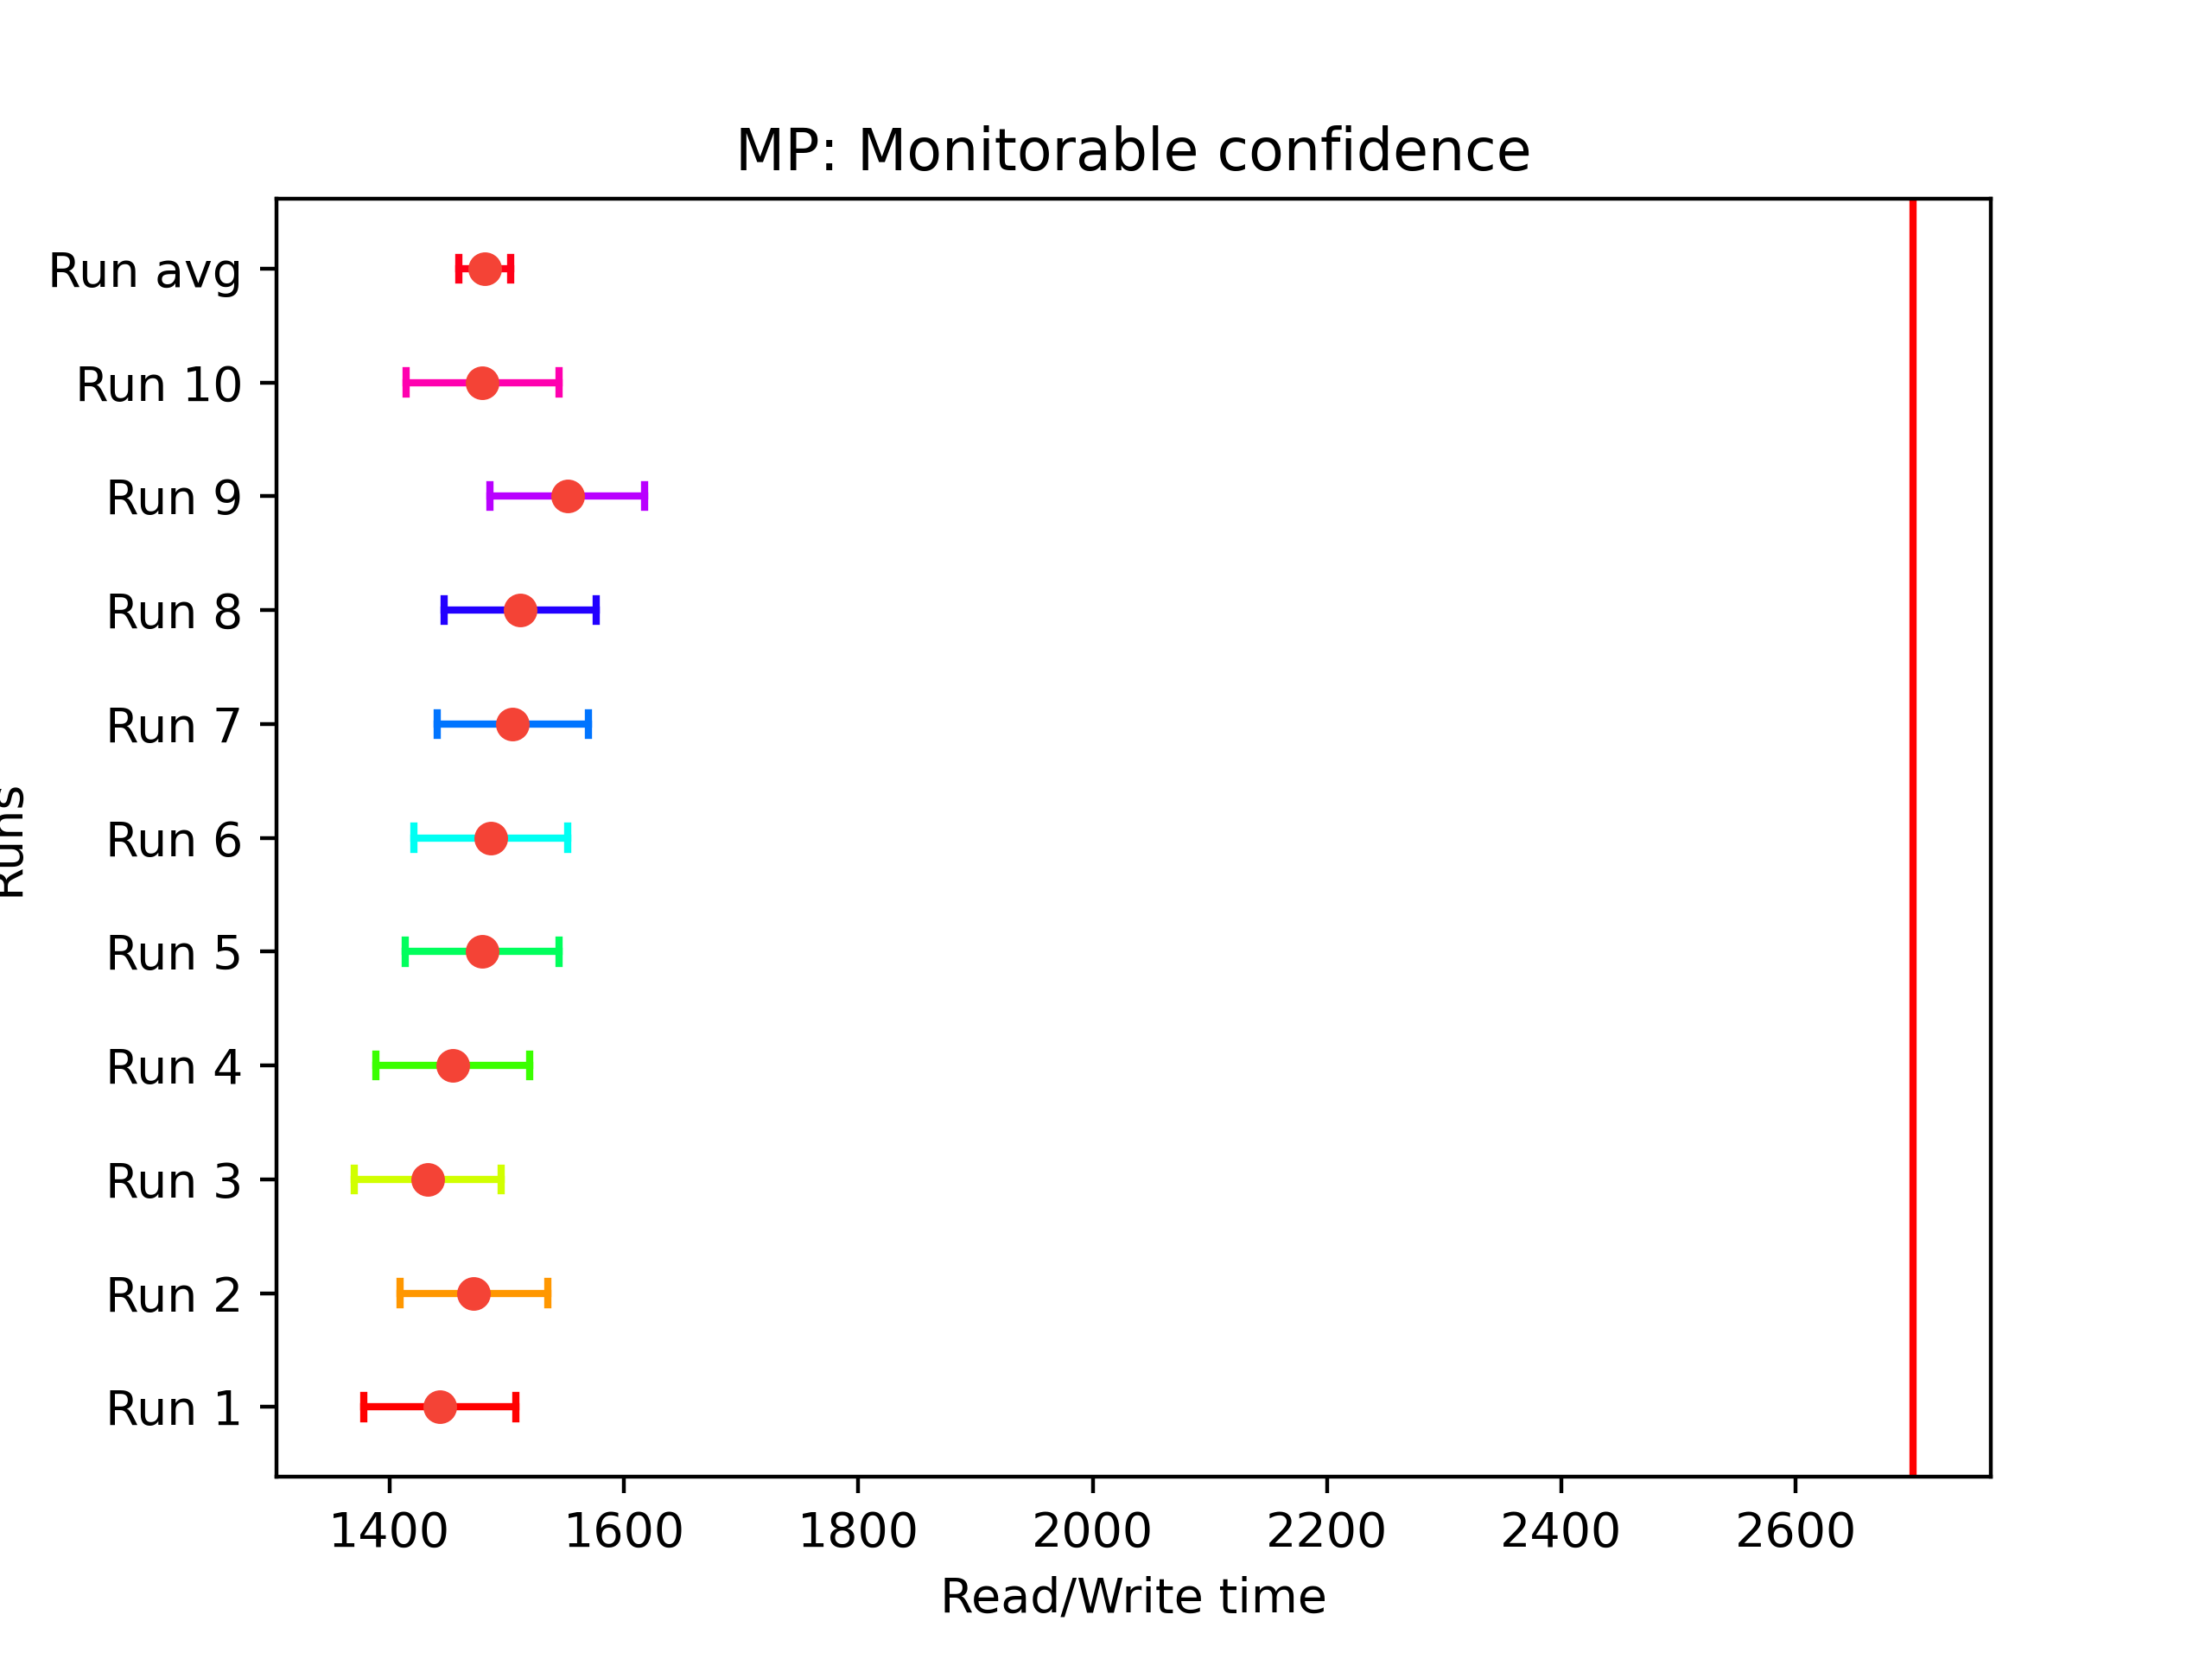 MP: Monitorable confidence
Run avg
Run 10
Run 9
Run 8
Run 7
Run 6
Runs
Run 5
Run 4
Run 3
Run 2
Run 1
1400 1600 1800 2000 2200 2400 2600
Read/Write time